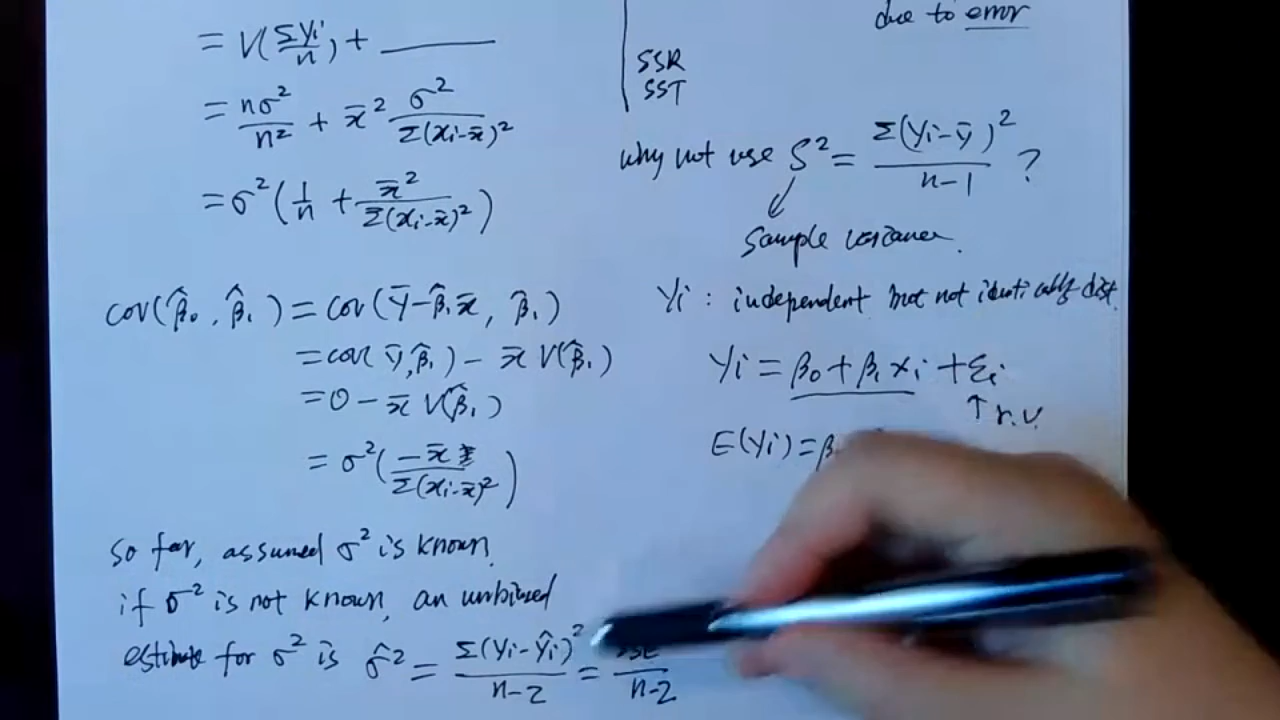 = V(Σyi/n) + ______
= nσ²/n² + x̄² σ²/Σ(xi-x̄)²
= σ²(1/n + x̄²/Σ(xi-x̄)²)
cov(β̂₀, β̂₁) = cov(ȳ-β̂₁x̄, β̂₁)
= cov(ȳ,β̂₁) - x̄ V(β̂₁)
= 0 - x̄ V(β̂₁)
= σ²(-x̄/Σ(xi-x̄)²)
so far, assumed σ² is known.
if σ² is not known, an unbiased
estimate for σ² is σ̂² = Σ(yi-ŷi)²/n-2 = SSE/n-2
due to error
SSR
SST
why not use S² = Σ(yi-ȳ)²/n-1 ?
sample variance.
Yi : independent but not identically dist.
Yi = β₀+β₁xi + εi
↑ r.v.
E(Yi) = β